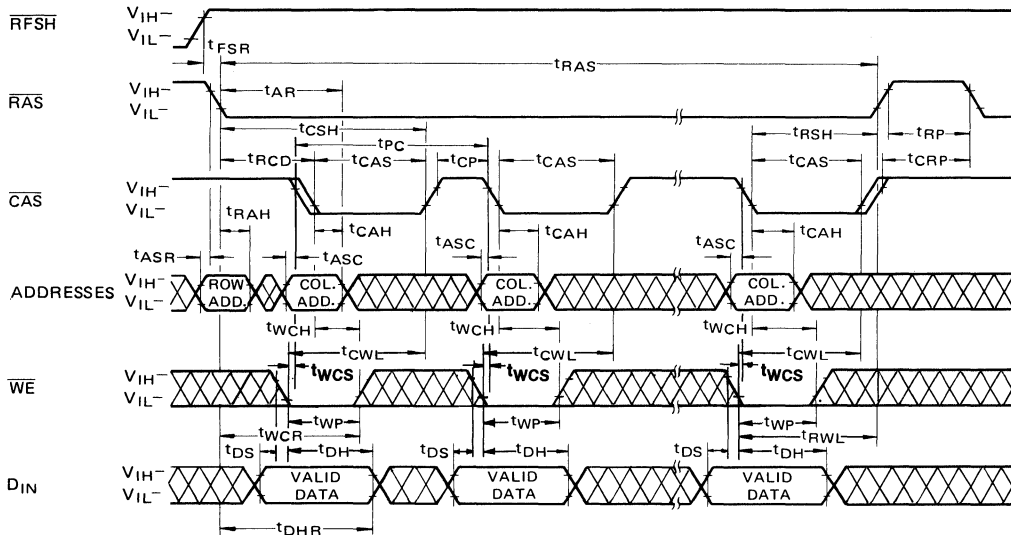 RFSH VIH– VIL–
tFSR tRAS
RAS VIH– VIL– tAR
tCSH tRSH tRP
tPC
tRCD tCAS tCP tCAS tCAS tCRP
CAS VIH– VIL–
tRAH tCAH tCAH tCAH
tASR tASC tASC tASC
ADDRESSES VIH– VIL– ROW ADD. COL. ADD. COL. ADD. COL. ADD.
tWCH tWCH tWCH
tCWL tCWL tCWL
tWCS tWCS tWCS
WE VIH– VIL–
tWP tWP tWP
tWCR tRWL
tDS tDH tDS tDH tDS tDH
DIN VIH– VIL– VALID DATA VALID DATA VALID DATA
tDHR